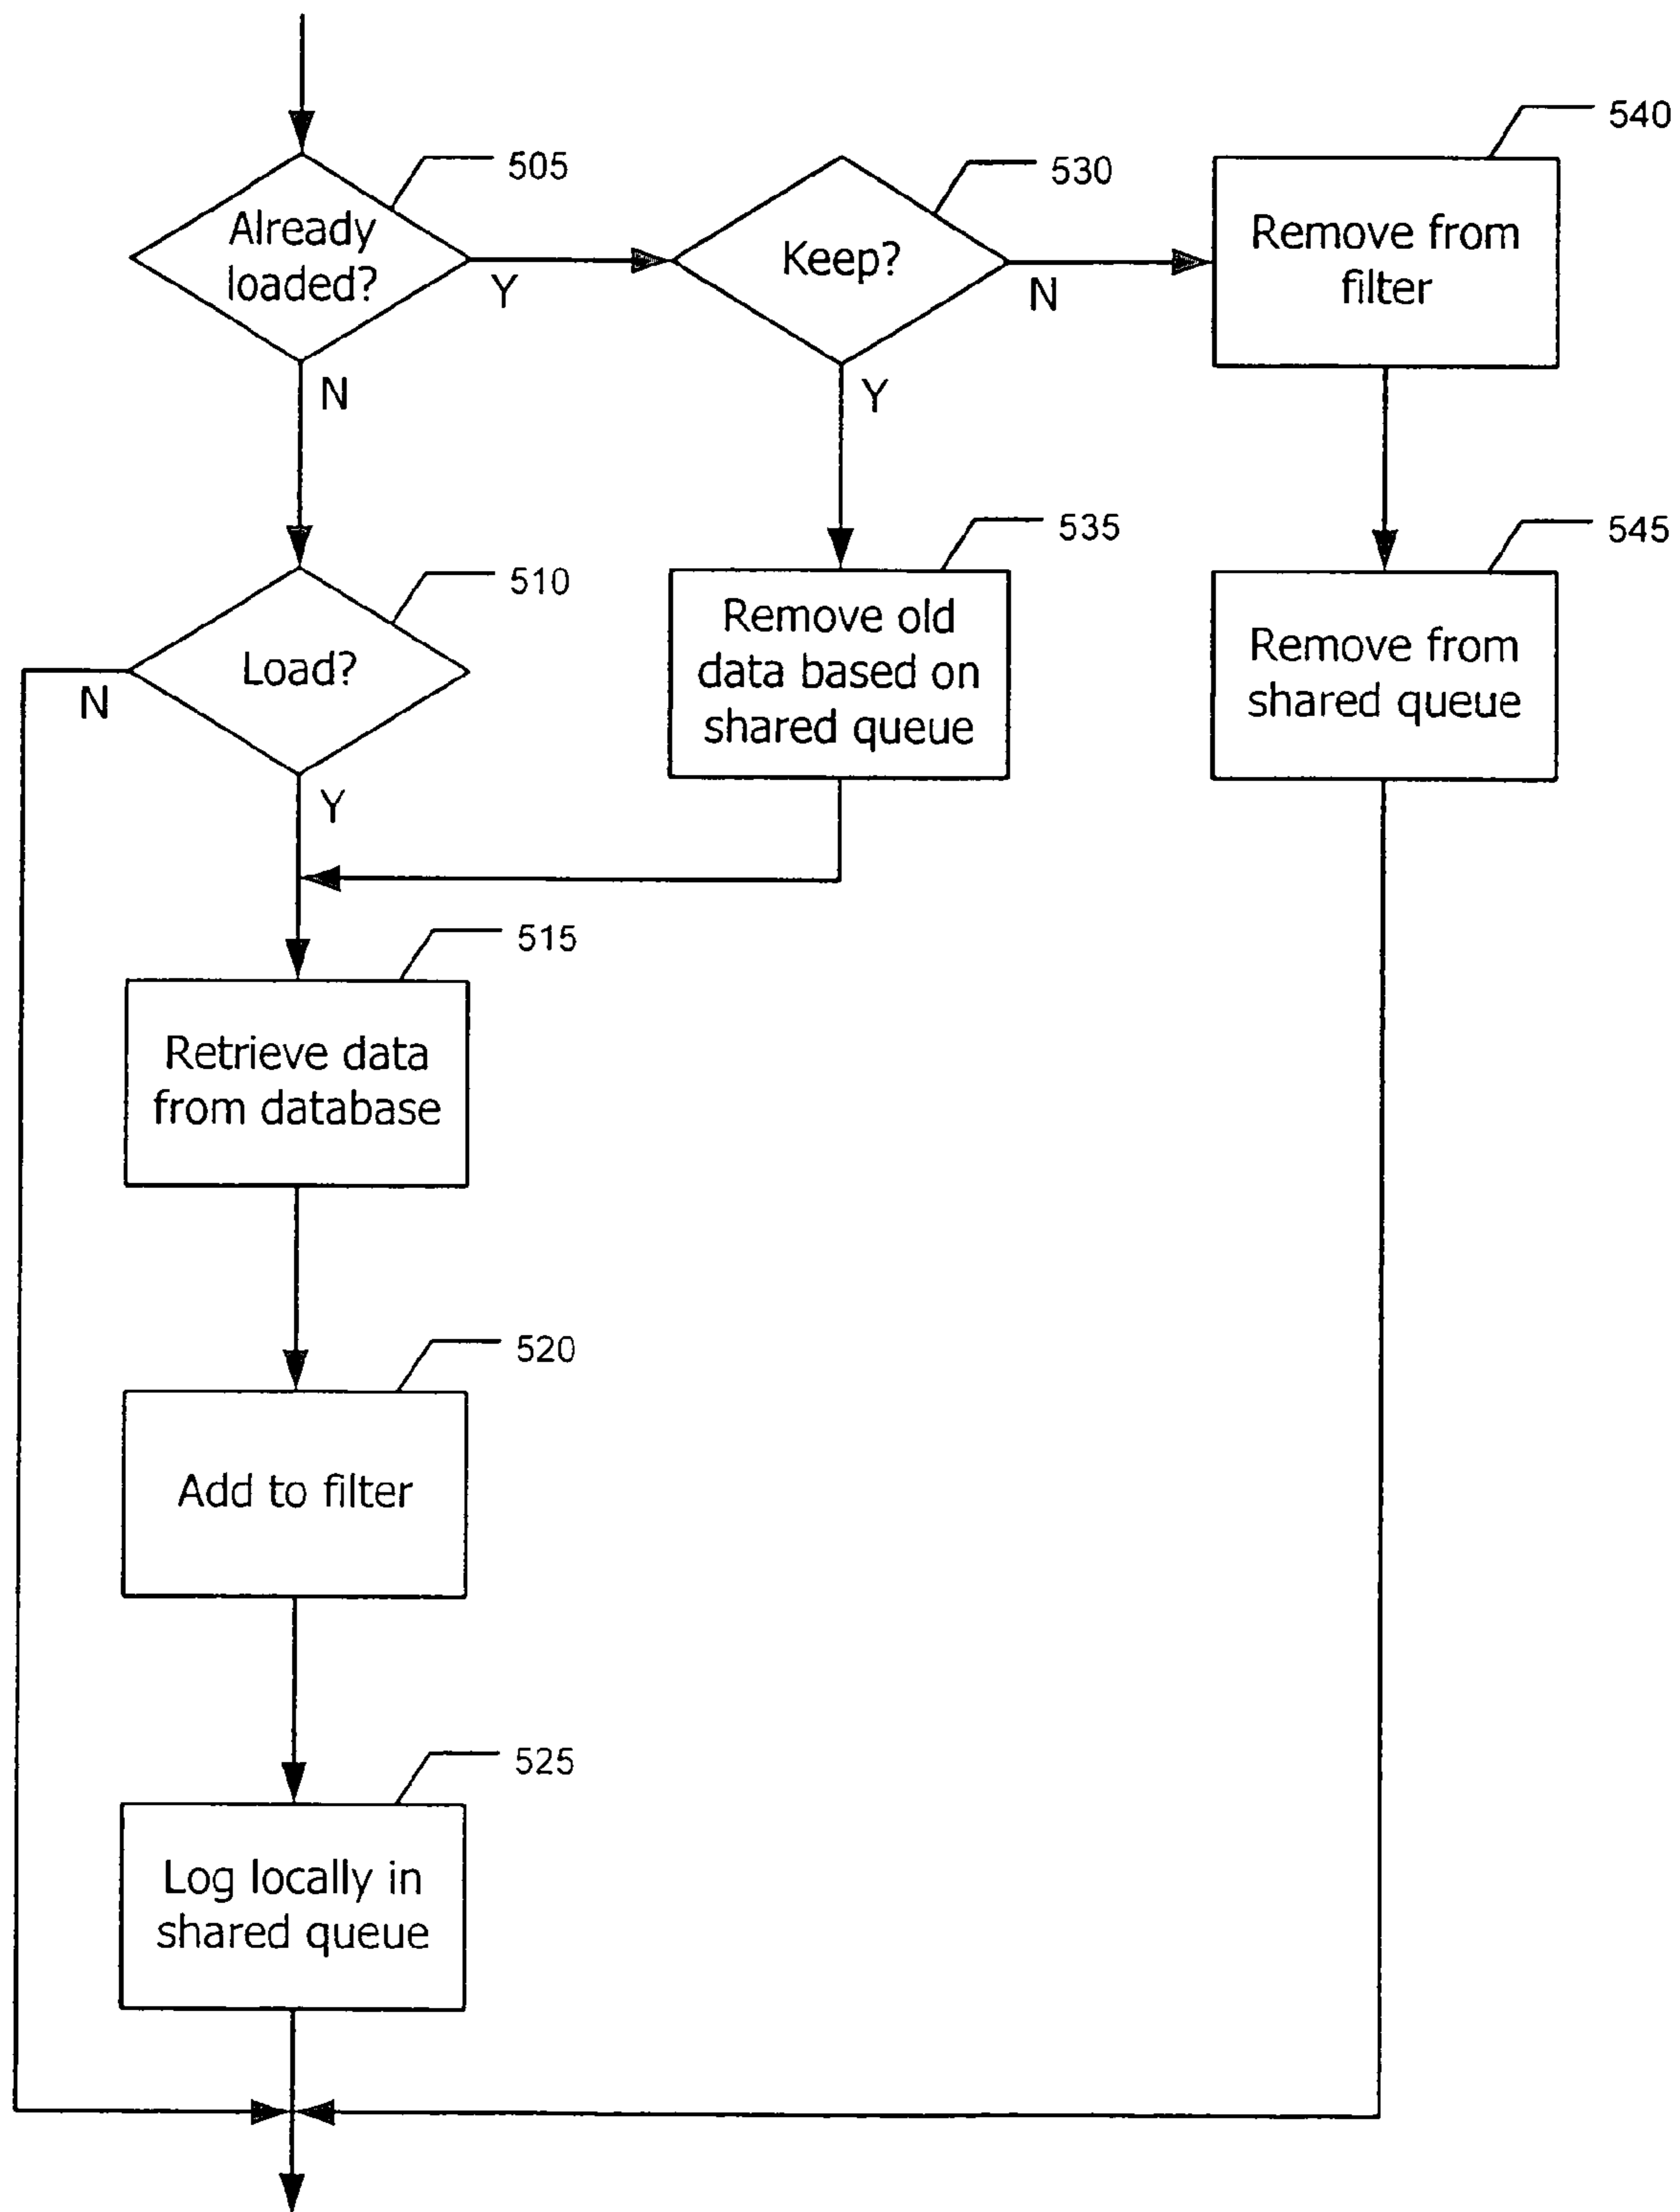 540
505
530
Already
loaded?
Y
Keep?
N
Remove from
filter
N
Y
535
545
510
Load?
N
Y
Remove old
data based on
shared queue
Remove from
shared queue
515
Retrieve data
from database
520
Add to filter
525
Log locally in
shared queue